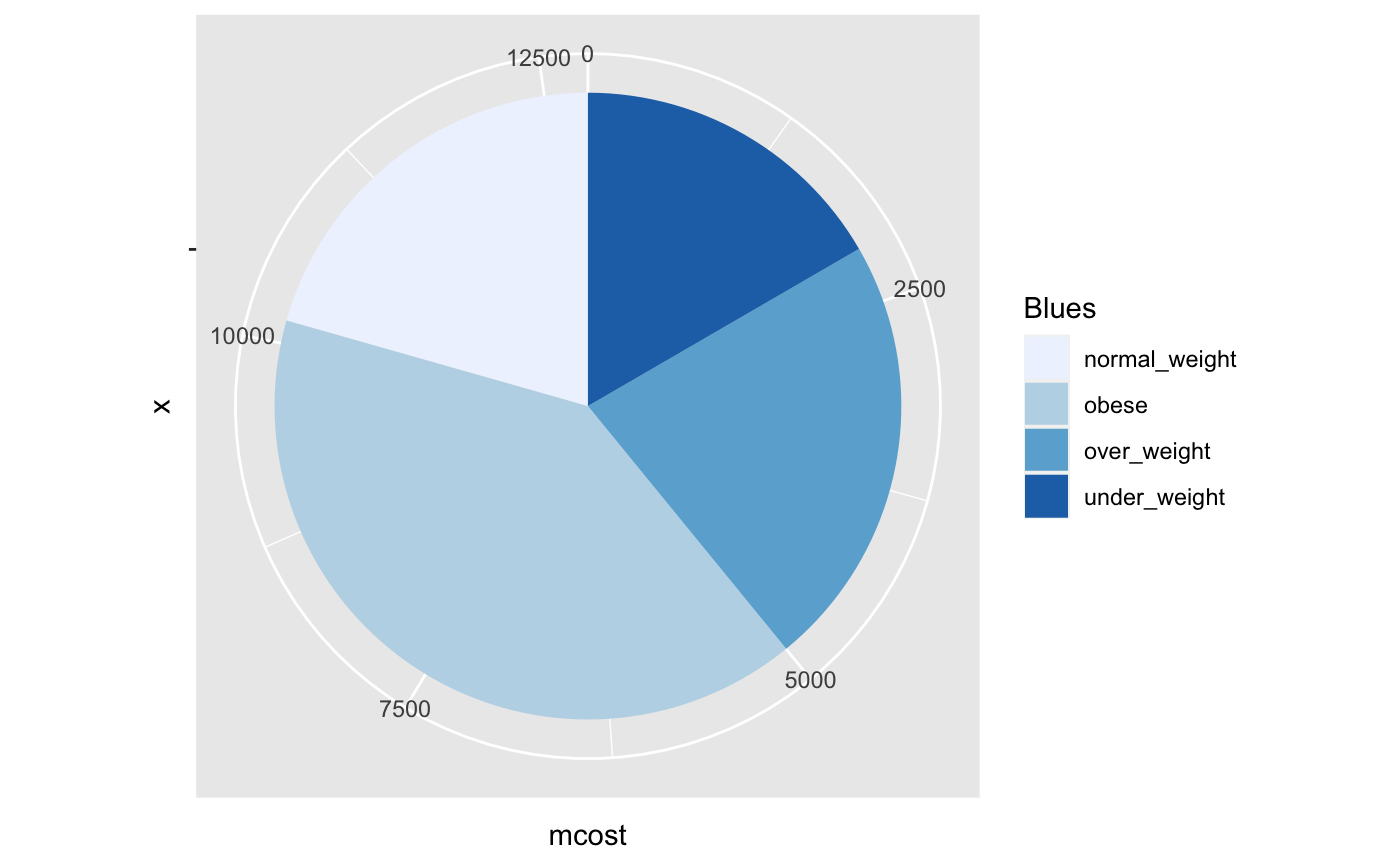 12500 0
2500
10000
5000
7500
x
mcost
Blues
normal_weight
obese
over_weight
under_weight